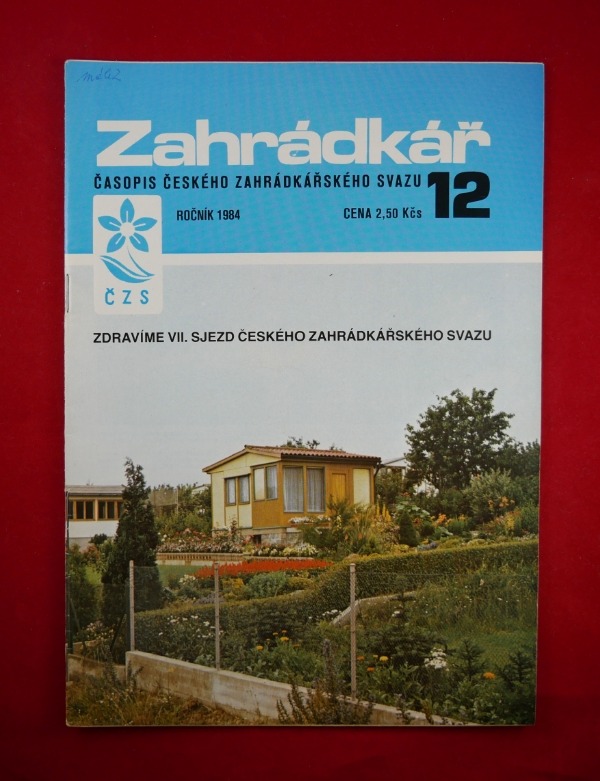 Zahrádkář
ČASOPIS ČESKÉHO ZAHRÁDKÁŘSKÉHO SVAZU 12
ROČNÍK 1984 CENA 2,50 Kčs
ČZS
ZDRAVÍME VII. SJEZD ČESKÉHO ZAHRÁDKÁŘSKÉHO SVAZU